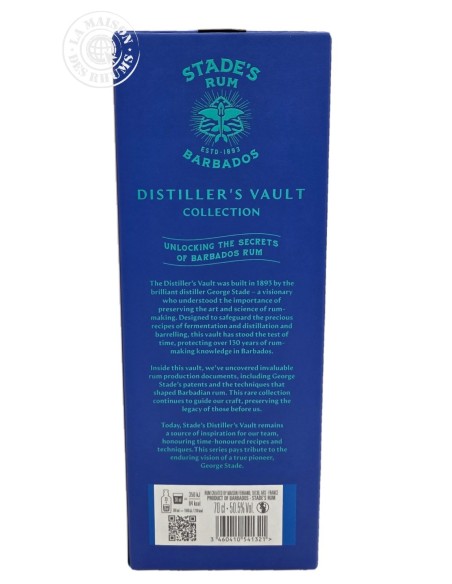 LA MAISON
DES RHUMS
STADE'S
RUM
ESTD·1893
BARBADOS
DISTILLER'S VAULT
COLLECTION
UNLOCKING THE SECRETS
OF BARBADOS RUM
The Distiller's Vault was built in 1893 by the
brilliant distiller George Stade – a visionary
who understood the importance of
preserving the art and science of rum-
making. Designed to safeguard the precious
recipes of fermentation and distillation and
barrelling, this vault has stood the test of
time, protecting over 130 years of rum-
making knowledge in Barbados.
Inside this vault, we've uncovered invaluable
rum production documents, including George
Stade's patents and the techniques that
shaped Barbadian rum. This rare collection
continues to guide our craft, preserving the
legacy of those before us.
Today, Stade's Distiller's Vault remains
a source of inspiration for our team,
honouring time-honoured recipes and
techniques. This series pays tribute to the
enduring vision of a true pioneer,
George Stade.
PRODUCT OF BARBADOS - STADE'S RUM
70 cl - 50.5% Vol.
3 460410 541321 >